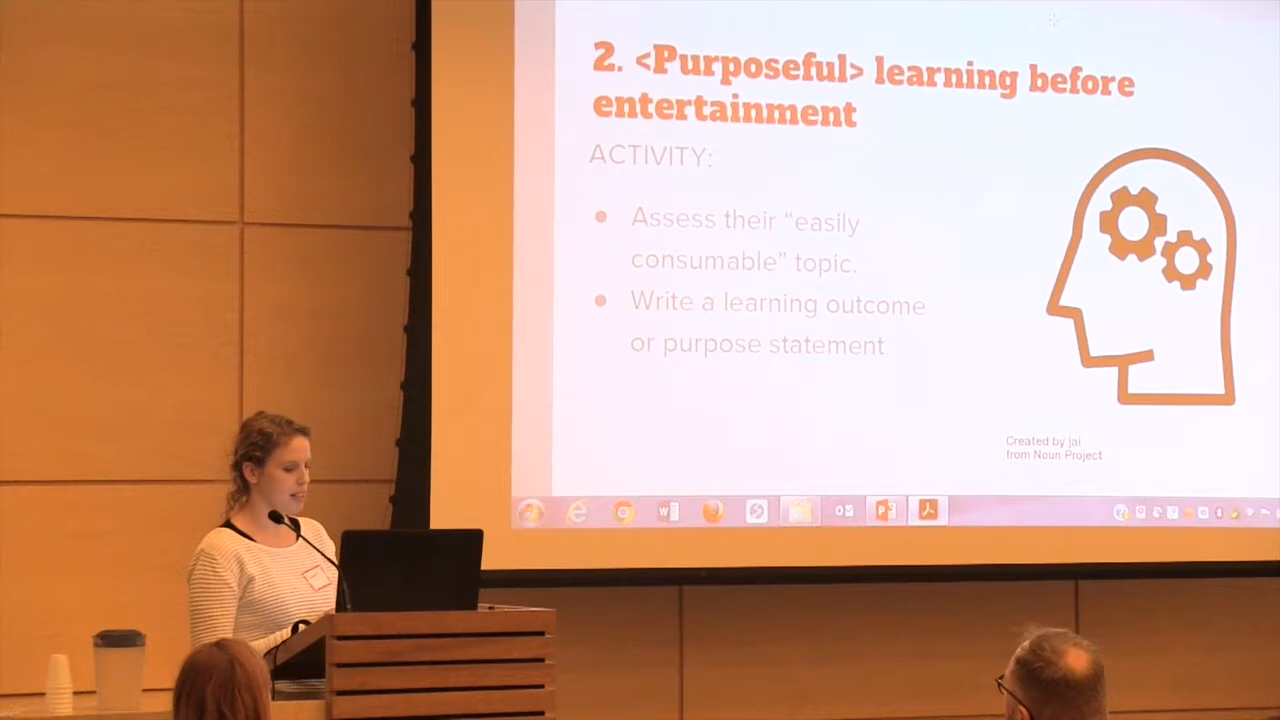 2. <Purposeful> learning before
entertainment
ACTIVITY:
● Assess their “easily
consumable” topic.
● Write a learning outcome
or purpose statement
Created by jai
from Noun Project